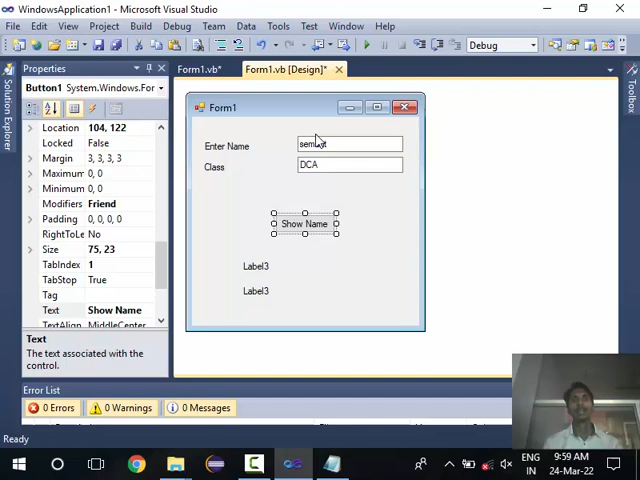 WindowsApplication1 - Microsoft Visual Studio
File Edit View Project Build Debug Team Data Tools Test Window Help
Debug
Solution Explorer
Properties
Button1 System.Windows.For
Location 104, 122
Locked False
Margin 3, 3, 3, 3
Maximum 0, 0
Minimum 0, 0
Modifiers Friend
Padding 0, 0, 0, 0
RightToLe No
Size 75, 23
TabIndex 1
TabStop True
Tag
Text Show Name
TextAlign MiddleCenter
Text
The text associated with the control.
Form1.vb*
Form1.vb [Design]*
Form1
Enter Name
Class
DCA
Show Name
Label3
Label3
Toolbox
Error List
0 Errors
0 Warnings
0 Messages
Ready
ENG
IN
9:59 AM
24-Mar-22